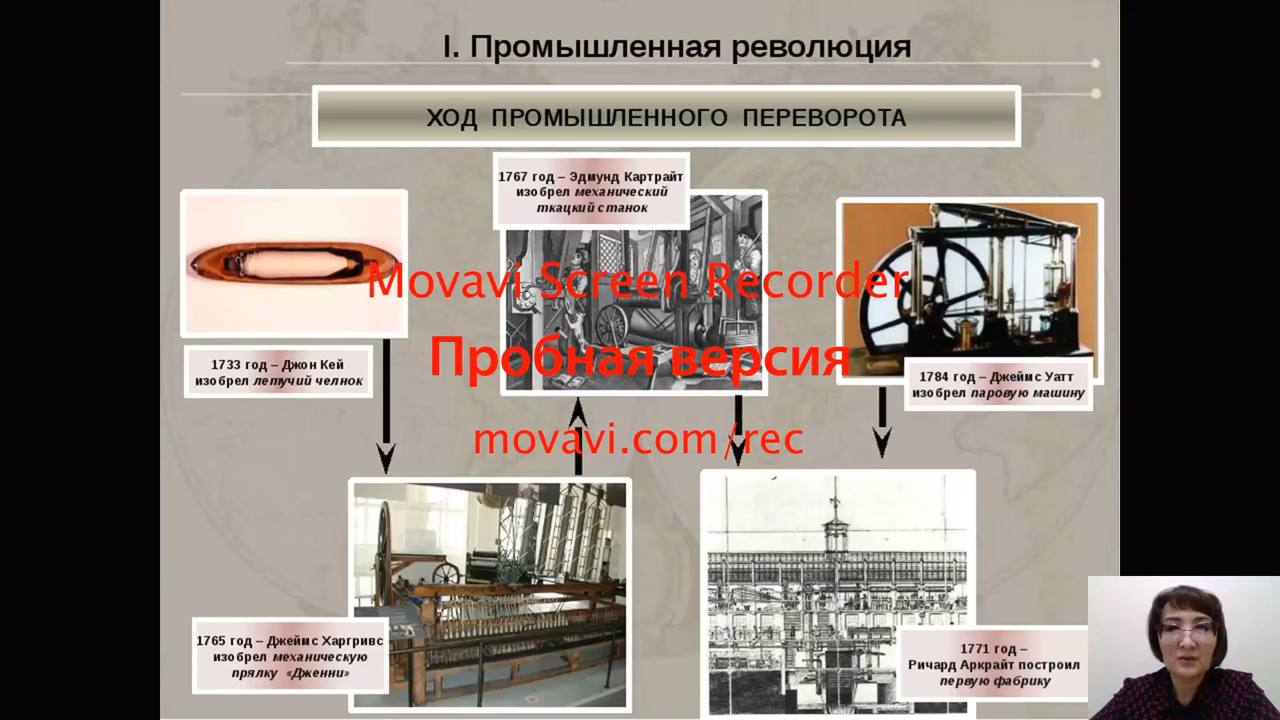 I. Промышленная революция
ХОД ПРОМЫШЛЕННОГО ПЕРЕВОРОТА
1767 год – Эдмунд Картрайт
изобрел механический
ткацкий станок
Movavi Screen Recorder
Пробная версия
movavi.com/rec
1733 год – Джон Кей
изобрел летучий челнок
1784 год – Джеймс Уатт
изобрел паровую машину
1765 год – Джеймс Харгривс
изобрел механическую
прялку «Дженни»
1771 год –
Ричард Аркрайт построил
первую фабрику